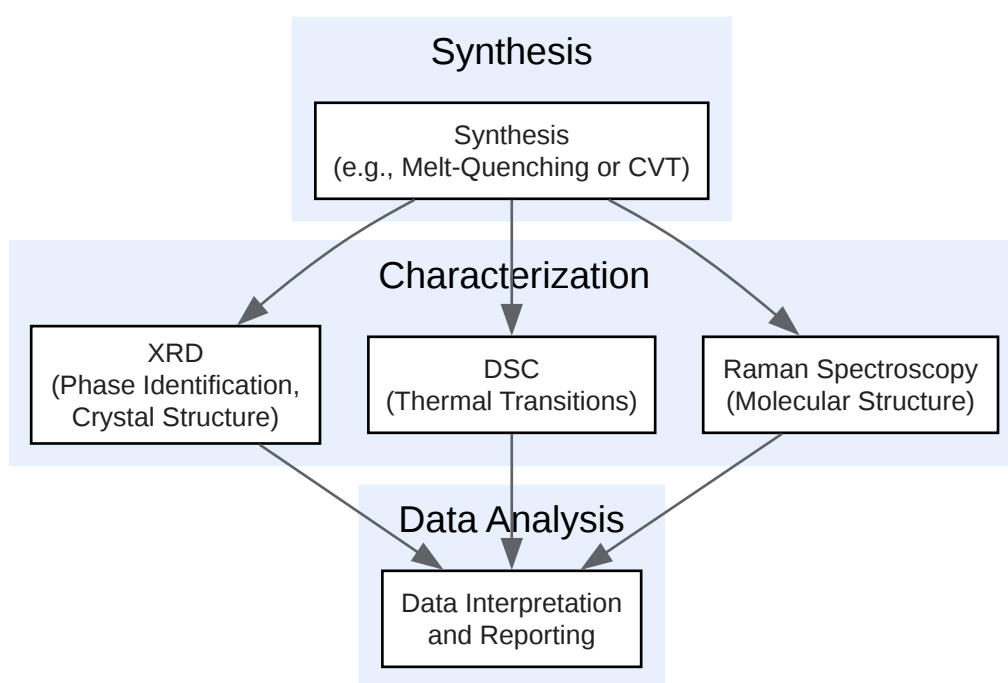 Synthesis
Synthesis
(e.g., Melt-Quenching or CVT)
Characterization
XRD
(Phase Identification,
Crystal Structure)
DSC
(Thermal Transitions)
Raman Spectroscopy
(Molecular Structure)
Data Analysis
Data Interpretation
and Reporting